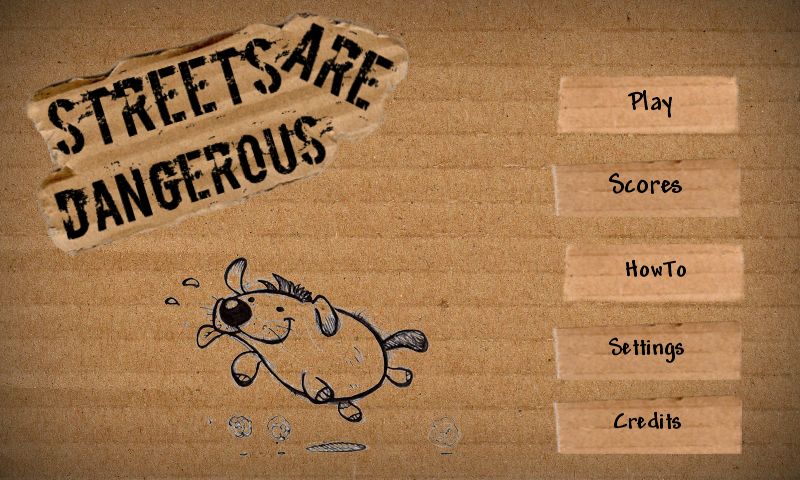 STREETS ARE
DANGEROUS
Play
Scores
HowTo
Settings
Credits